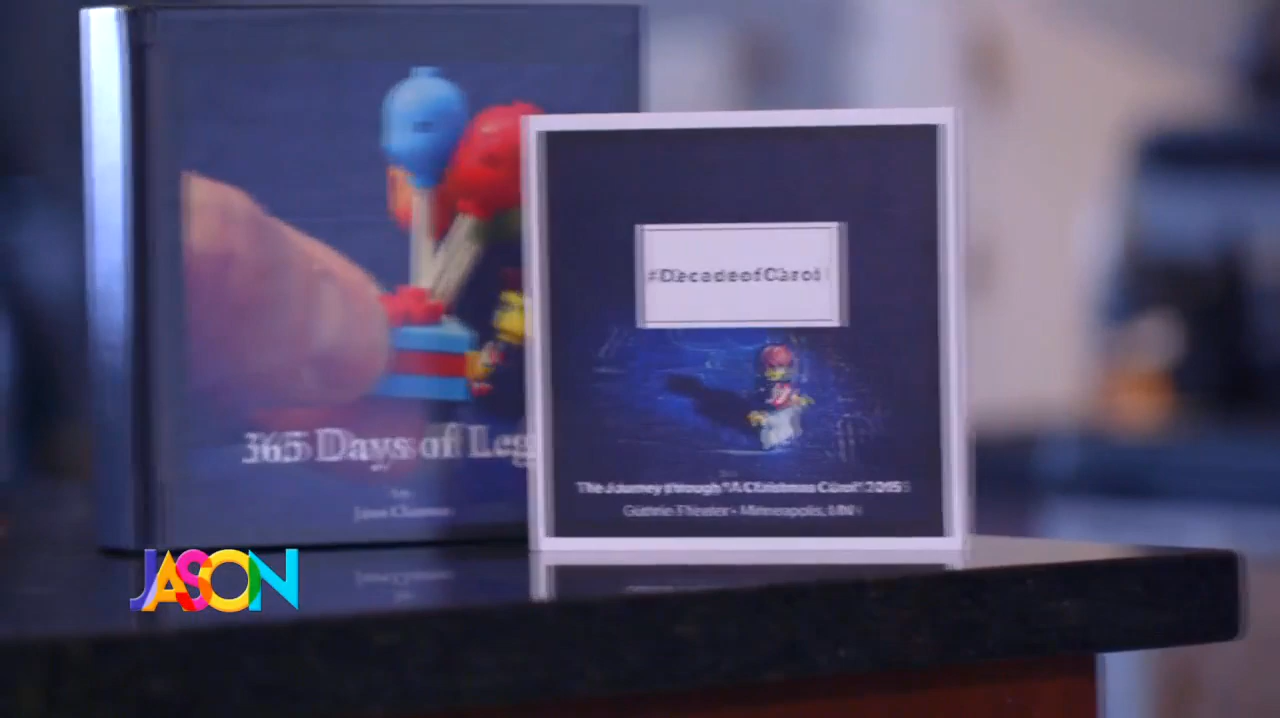 365 Days of Leg
#DecadeofCarol
The Journey through "A Christmas Carol" 2015
Guthrie Theater - Minneapolis, MN
JASON